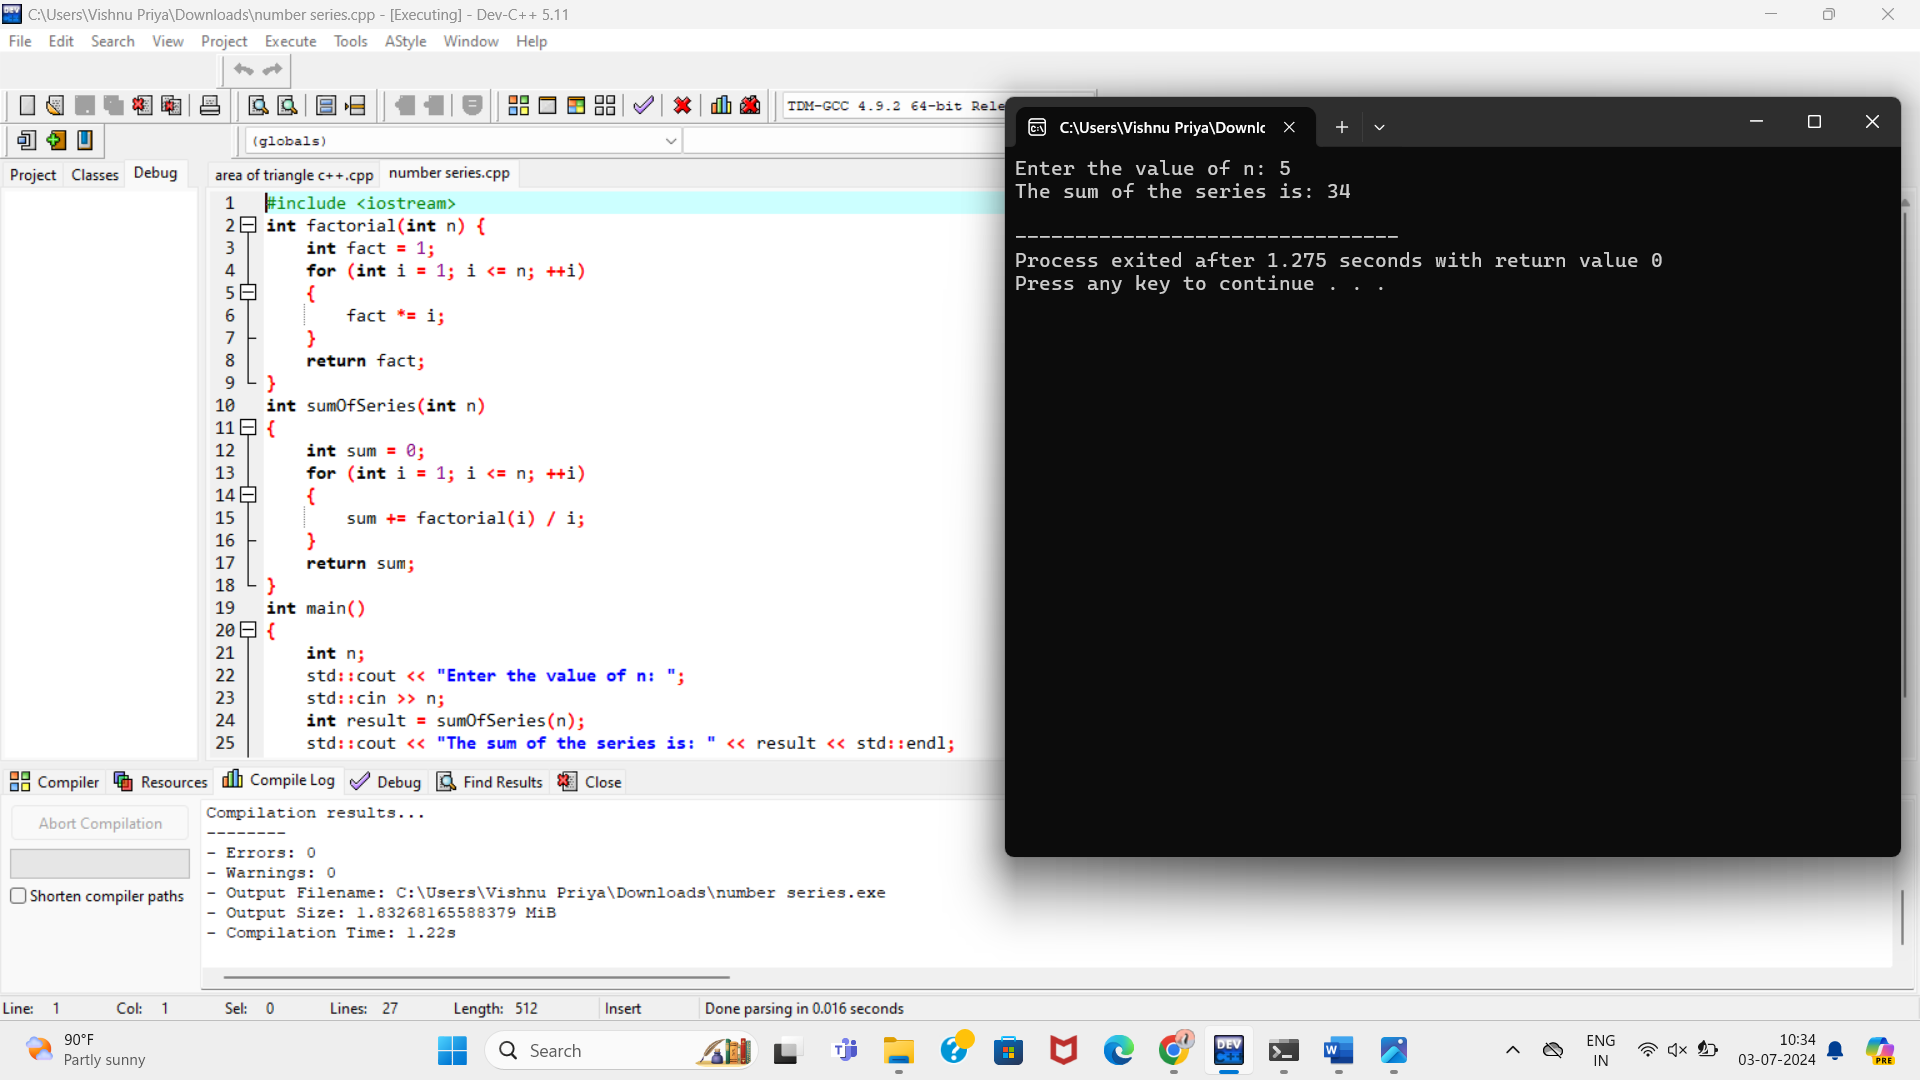 C:\Users\Vishnu Priya\Downloads\number series.cpp - [Executing] - Dev-C++ 5.11
File Edit Search View Project Execute Tools AStyle Window Help
TDM-GCC 4.9.2 64-bit Rele
(globals)
Project Classes Debug
area of triangle c++.cpp number series.cpp
1 #include <iostream>
2 int factorial(int n) {
3 int fact = 1;
4 for (int i = 1; i <= n; ++i)
5 {
6 fact *= i;
7 }
8 return fact;
9 }
10 int sumOfSeries(int n)
11 {
12 int sum = 0;
13 for (int i = 1; i <= n; ++i)
14 {
15 sum += factorial(i) / i;
16 }
17 return sum;
18 }
19 int main()
20 {
21 int n;
22 std::cout << "Enter the value of n: ";
23 std::cin >> n;
24 int result = sumOfSeries(n);
25 std::cout << "The sum of the series is: " << result << std::endl;
C:\Users\Vishnu Priya\Downlo
Enter the value of n: 5
The sum of the series is: 34
--------------------------------
Process exited after 1.275 seconds with return value 0
Press any key to continue . . .
Compiler Resources Compile Log Debug Find Results Close
Abort Compilation
Shorten compiler paths
Compilation results...
--------
- Errors: 0
- Warnings: 0
- Output Filename: C:\Users\Vishnu Priya\Downloads\number series.exe
- Output Size: 1.83268165588379 MiB
- Compilation Time: 1.22s
Line: 1 Col: 1 Sel: 0 Lines: 27 Length: 512 Insert Done parsing in 0.016 seconds
90°F
Partly sunny
Search
DEV
C++
PRE
ENG
IN
10:34
03-07-2024